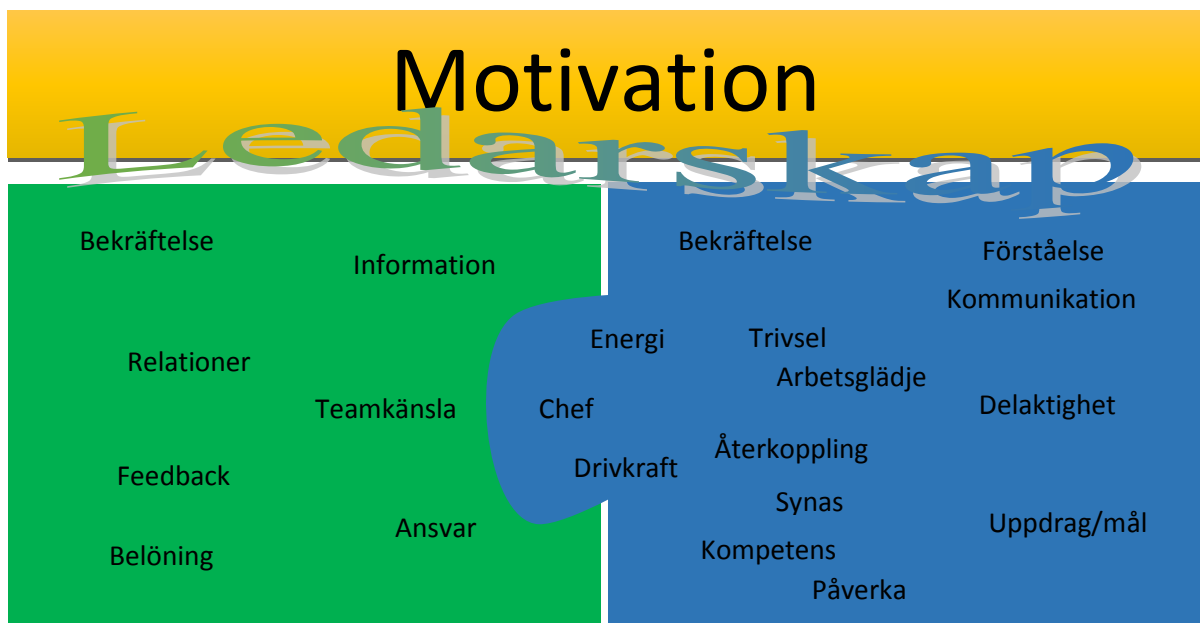 Motivation
Ledarskap
Bekräftelse
Information
Relationer
Teamkänsla
Feedback
Ansvar
Belöning
Bekräftelse
Förståelse
Kommunikation
Energi
Trivsel
Arbetsglädje
Chef
Delaktighet
Återkoppling
Drivkraft
Synas
Uppdrag/mål
Kompetens
Påverka